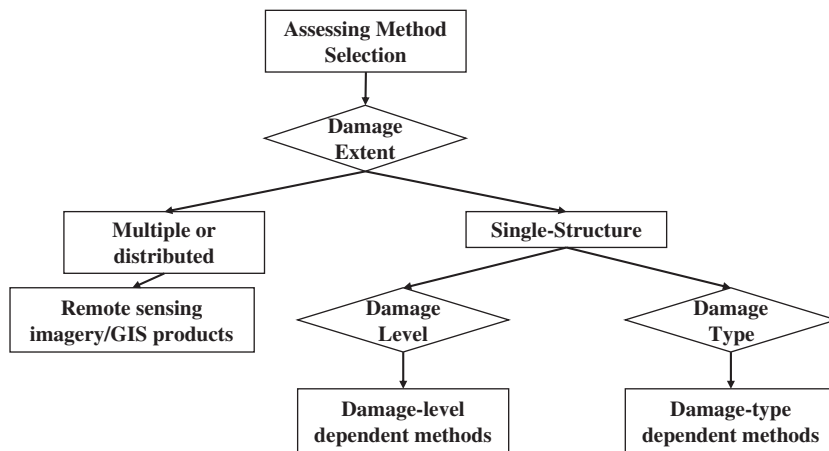 Assessing Method
Selection
Damage
Extent
Multiple or
distributed
Single-Structure
Remote sensing
imagery/GIS products
Damage
Level
Damage
Type
Damage-level
dependent methods
Damage-type
dependent methods